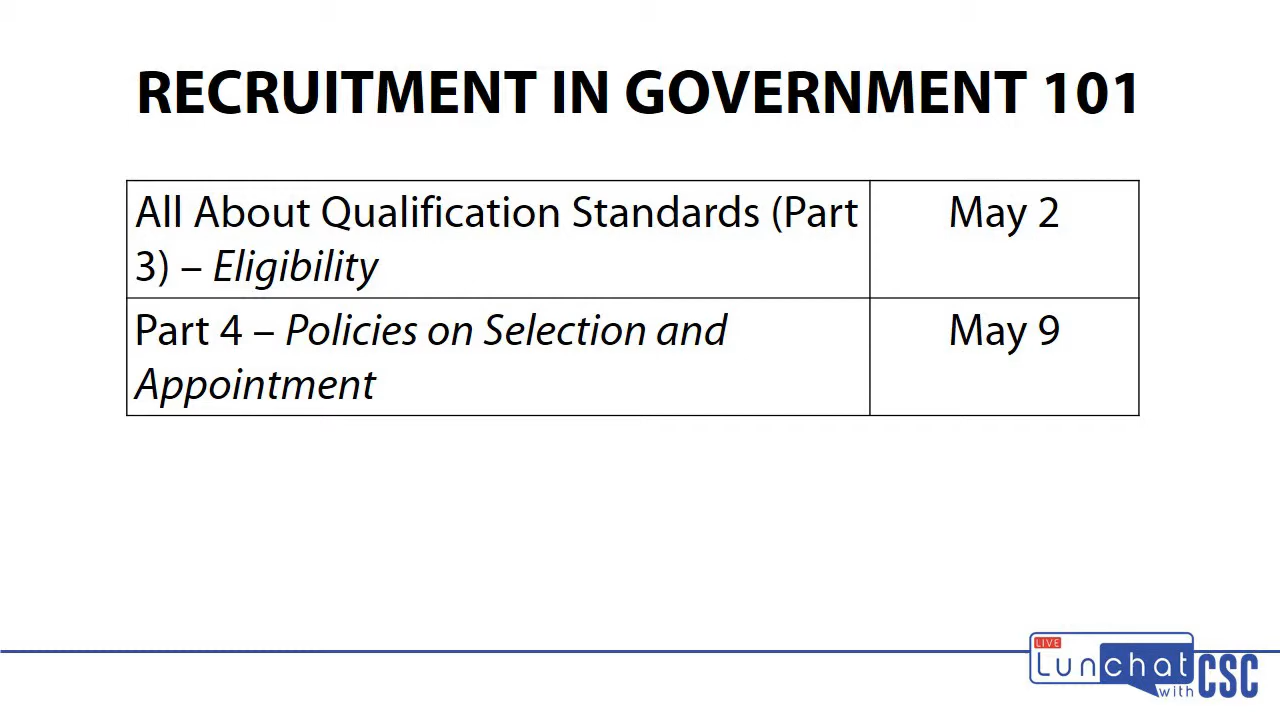 RECRUITMENT IN GOVERNMENT 101
All About Qualification Standards (Part
3) – Eligibility
May 2
Part 4 – Policies on Selection and
Appointment
May 9
LIVE
Lunchat
with CSC